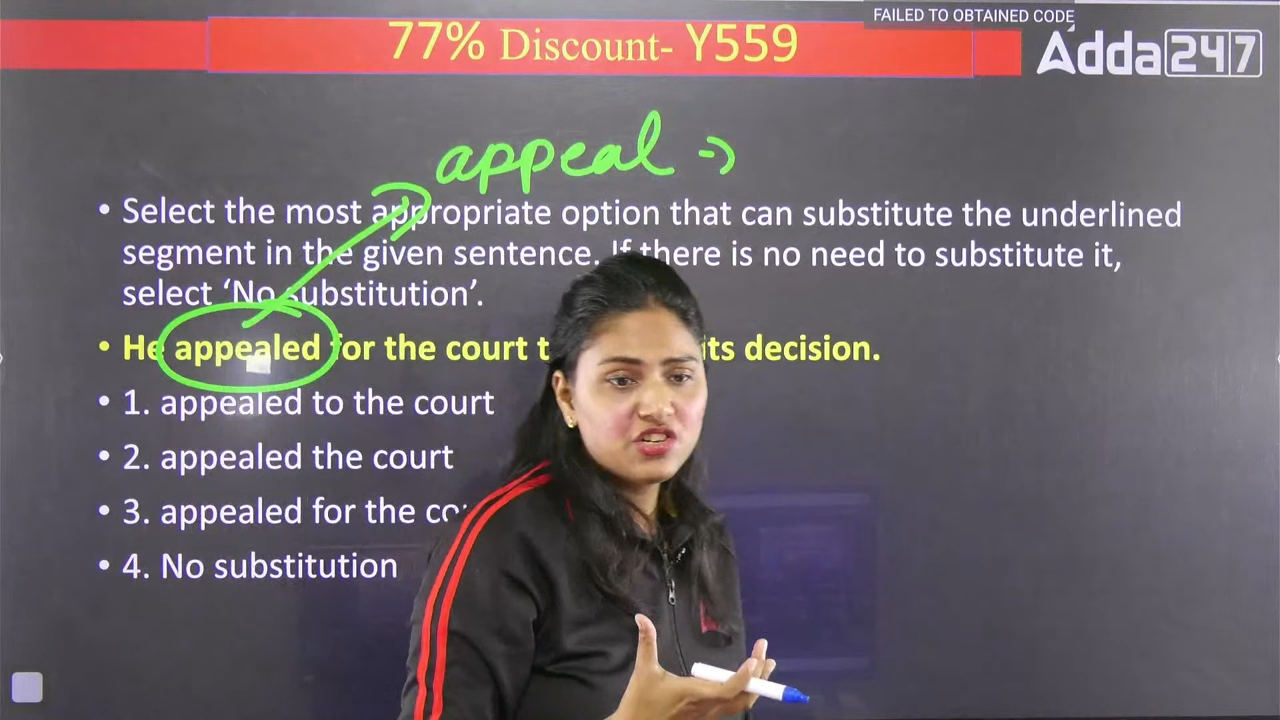 FAILED TO OBTAINED CODE
77% Discount- Y559
Adda247
appeal →
• Select the most appropriate option that can substitute the underlined
segment in the given sentence. If there is no need to substitute it,
select ‘No substitution’.
• He appealed for the court its decision.
• 1. appealed to the court
• 2. appealed the court
• 3. appealed for the
• 4. No substitution